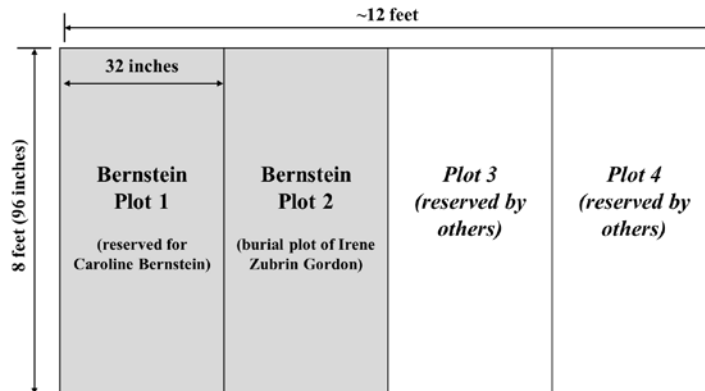 ~12 feet
32 inches
8 feet (96 inches)
Bernstein
Plot 1
(reserved for
Caroline Bernstein)
Bernstein
Plot 2
(burial plot of Irene
Zubrin Gordon)
Plot 3
(reserved by
others)
Plot 4
(reserved by
others)